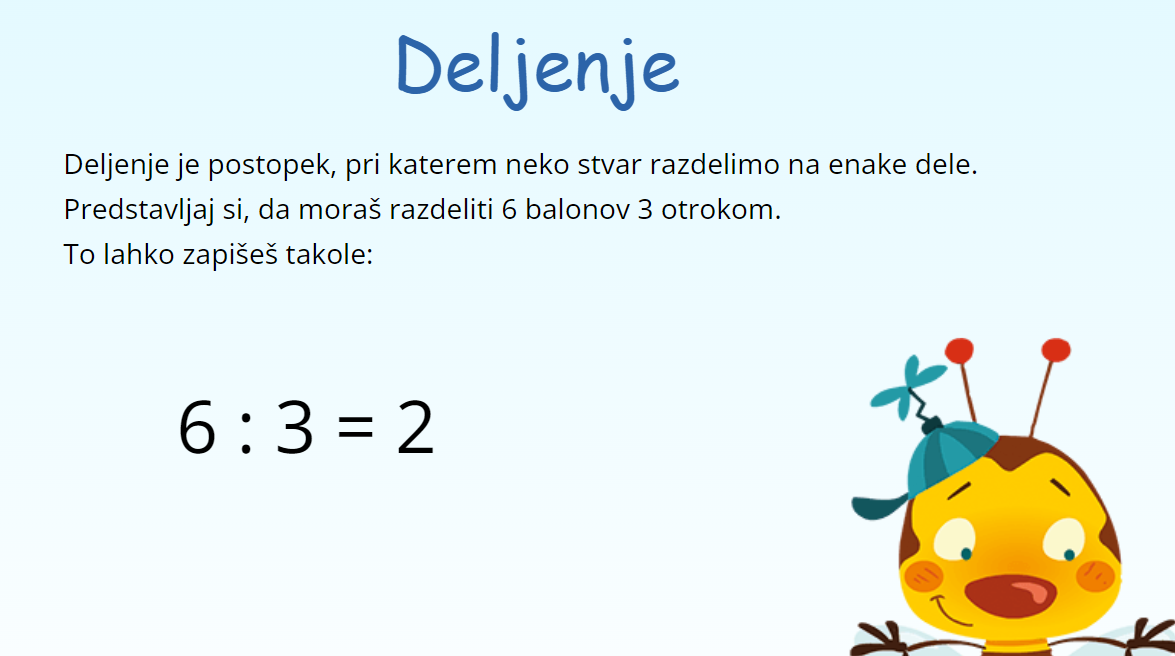 Deljenje
Deljenje je postopek, pri katerem neko stvar razdelimo na enake dele.
Predstavljaj si, da moraš razdeliti 6 balonov 3 otrokom.
To lahko zapišeš takole:
6 : 3 = 2